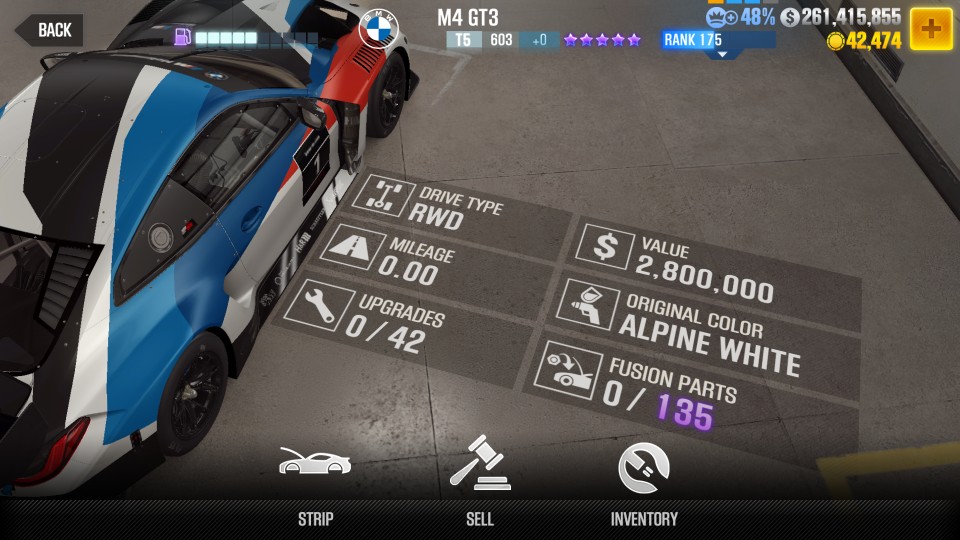 BACK
BMW
M4 GT3
T5 603 +0
48%
261,415,855
RANK 175
42,474
1
DRIVE TYPE
RWD
MILEAGE
0.00
UPGRADES
0/42
VALUE
2,800,000
ORIGINAL COLOR
ALPINE WHITE
FUSION PARTS
0/135
H&R
STRIP
SELL
INVENTORY